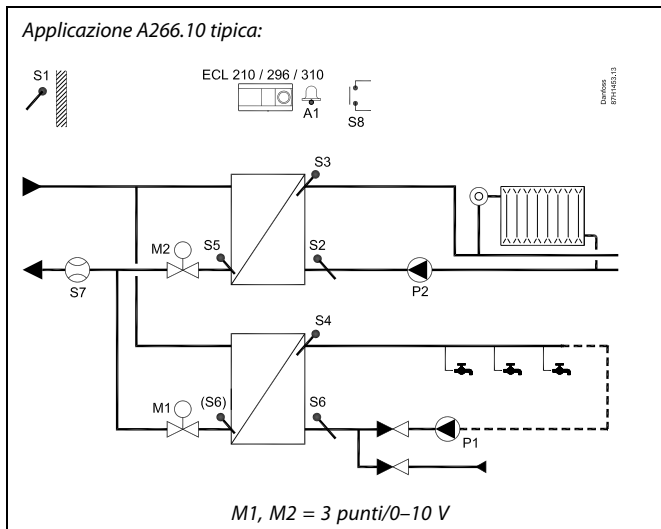 Applicazione A266.10 tipica:
S1
ECL 210 / 296 / 310
A1
S8
Danfoss
87H1453.13
S3
M2
S5
S2
S7
P2
S4
M1
(S6)
S6
P1
M1, M2 = 3 punti/0–10 V